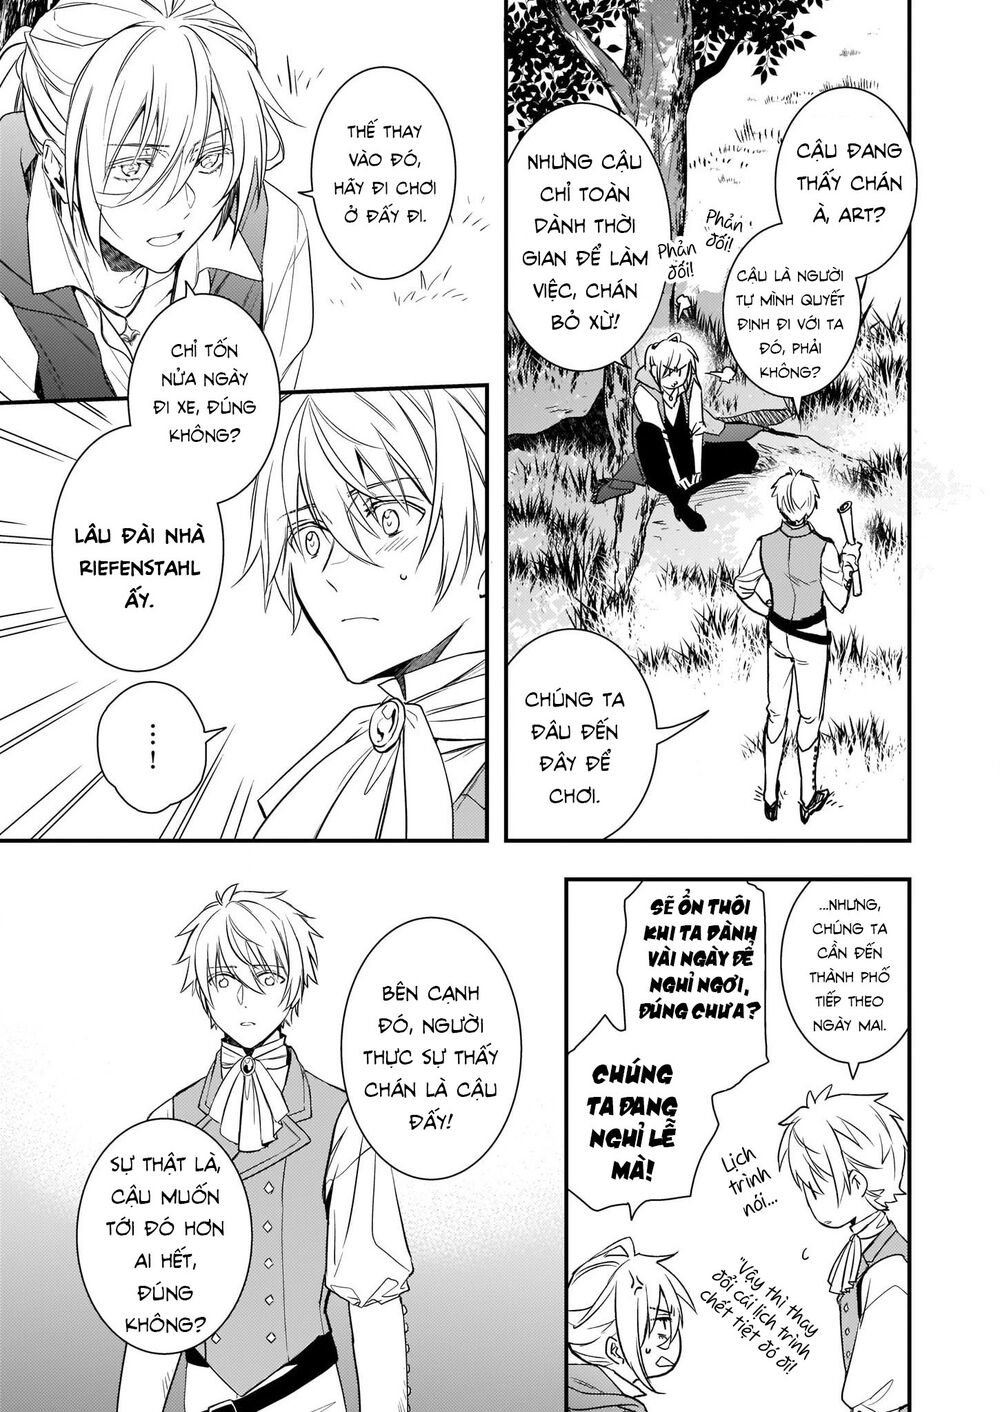 CẬU ĐANG
THẤY CHÁN
À, ART?
CẬU LÀ NGƯỜI
TỰ MÌNH QUYẾT
ĐỊNH ĐI VỚI TA
ĐÓ, PHẢI
KHÔNG?
Phản
đối!
Phản
đối!
NHƯNG CẬU
CHỈ TOÀN
DÀNH THỜI
GIAN ĐỂ LÀM
VIỆC, CHÁN
BỎ XỪ!
CHÚNG TA
ĐÂU ĐẾN
ĐÂY ĐỂ
CHƠI.
THẾ THAY
VÀO ĐÓ,
HÃY ĐI CHƠI
Ở ĐẤY ĐI.
CHỈ TỐN
NỬA NGÀY
ĐI XE, ĐÚNG
KHÔNG?
LÂU ĐÀI NHÀ
RIEFENSTAHL
ẤY.
...!
...NHƯNG,
CHÚNG TA
CẦN ĐẾN
THÀNH PHỐ
TIẾP THEO
NGÀY MAI.
SẼ ỔN THÔI
KHI TA DÀNH
VÀI NGÀY ĐỂ
NGHỈ NGƠI,
ĐÚNG CHƯA?
CHÚNG
TA ĐANG
NGHỈ LỄ
MÀ!
Lịch
trình
nói...
"Vậy thì thay
đổi cái lịch trình
chết tiệt đó đi!
BÊN CẠNH
ĐÓ, NGƯỜI
THỰC SỰ THẤY
CHÁN LÀ CẬU
ĐẤY!
SỰ THẬT LÀ,
CẬU MUỐN
TỚI ĐÓ HƠN
AI HẾT,
ĐÚNG
KHÔNG?